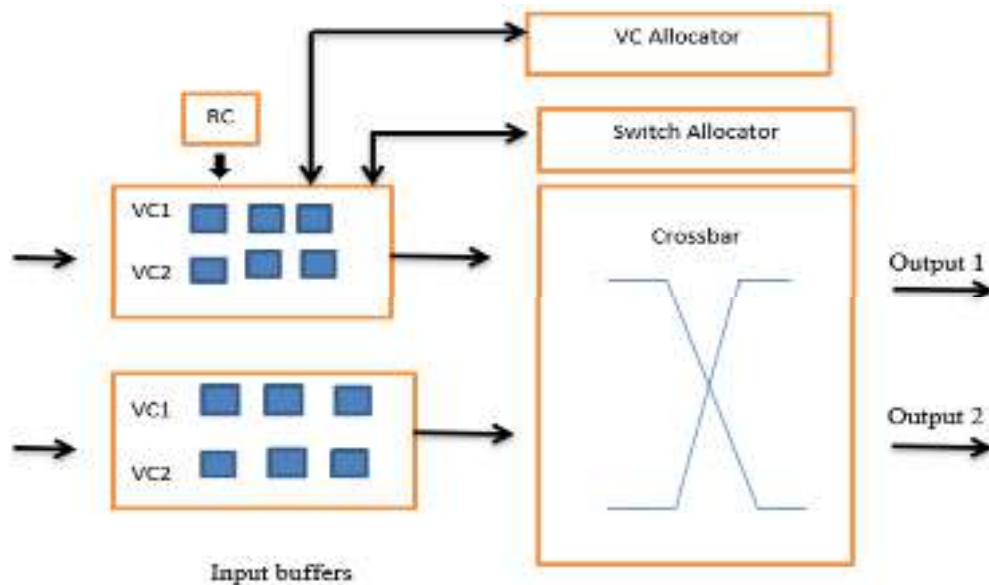 VC Allocator
RC
Switch Allocator
VC1
VC2
Crossbar
Output 1
VC1
VC2
Output 2
Input buffers